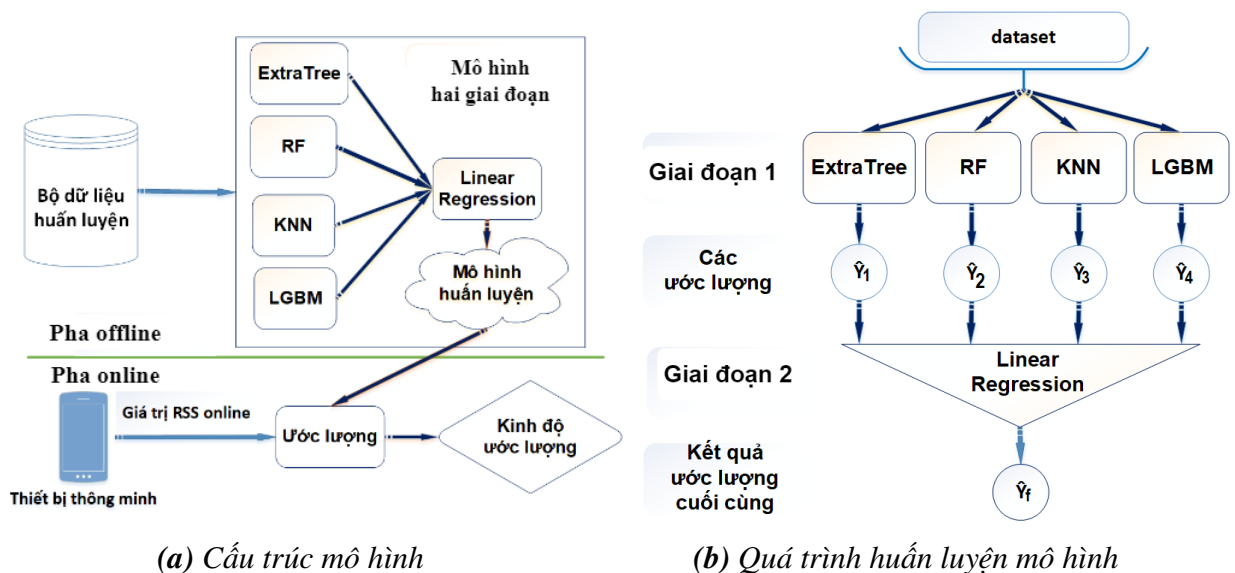 ExtraTree
Mô hình
hai giai đoạn
RF
Bộ dữ liệu
huấn luyện
Linear
Regression
KNN
Mô hình
huấn luyện
LGBM
Pha offline
Pha online
Giá trị RSS online
Ước lượng
Kinh độ
ước lượng
Thiết bị thông minh
(a) Cấu trúc mô hình
dataset
Giai đoạn 1
ExtraTree
RF
KNN
LGBM
Các
ước lượng
Ŷ1
Ŷ2
Ŷ3
Ŷ4
Giai đoạn 2
Linear
Regression
Kết quả
ước lượng
cuối cùng
Ŷf
(b) Quá trình huấn luyện mô hình